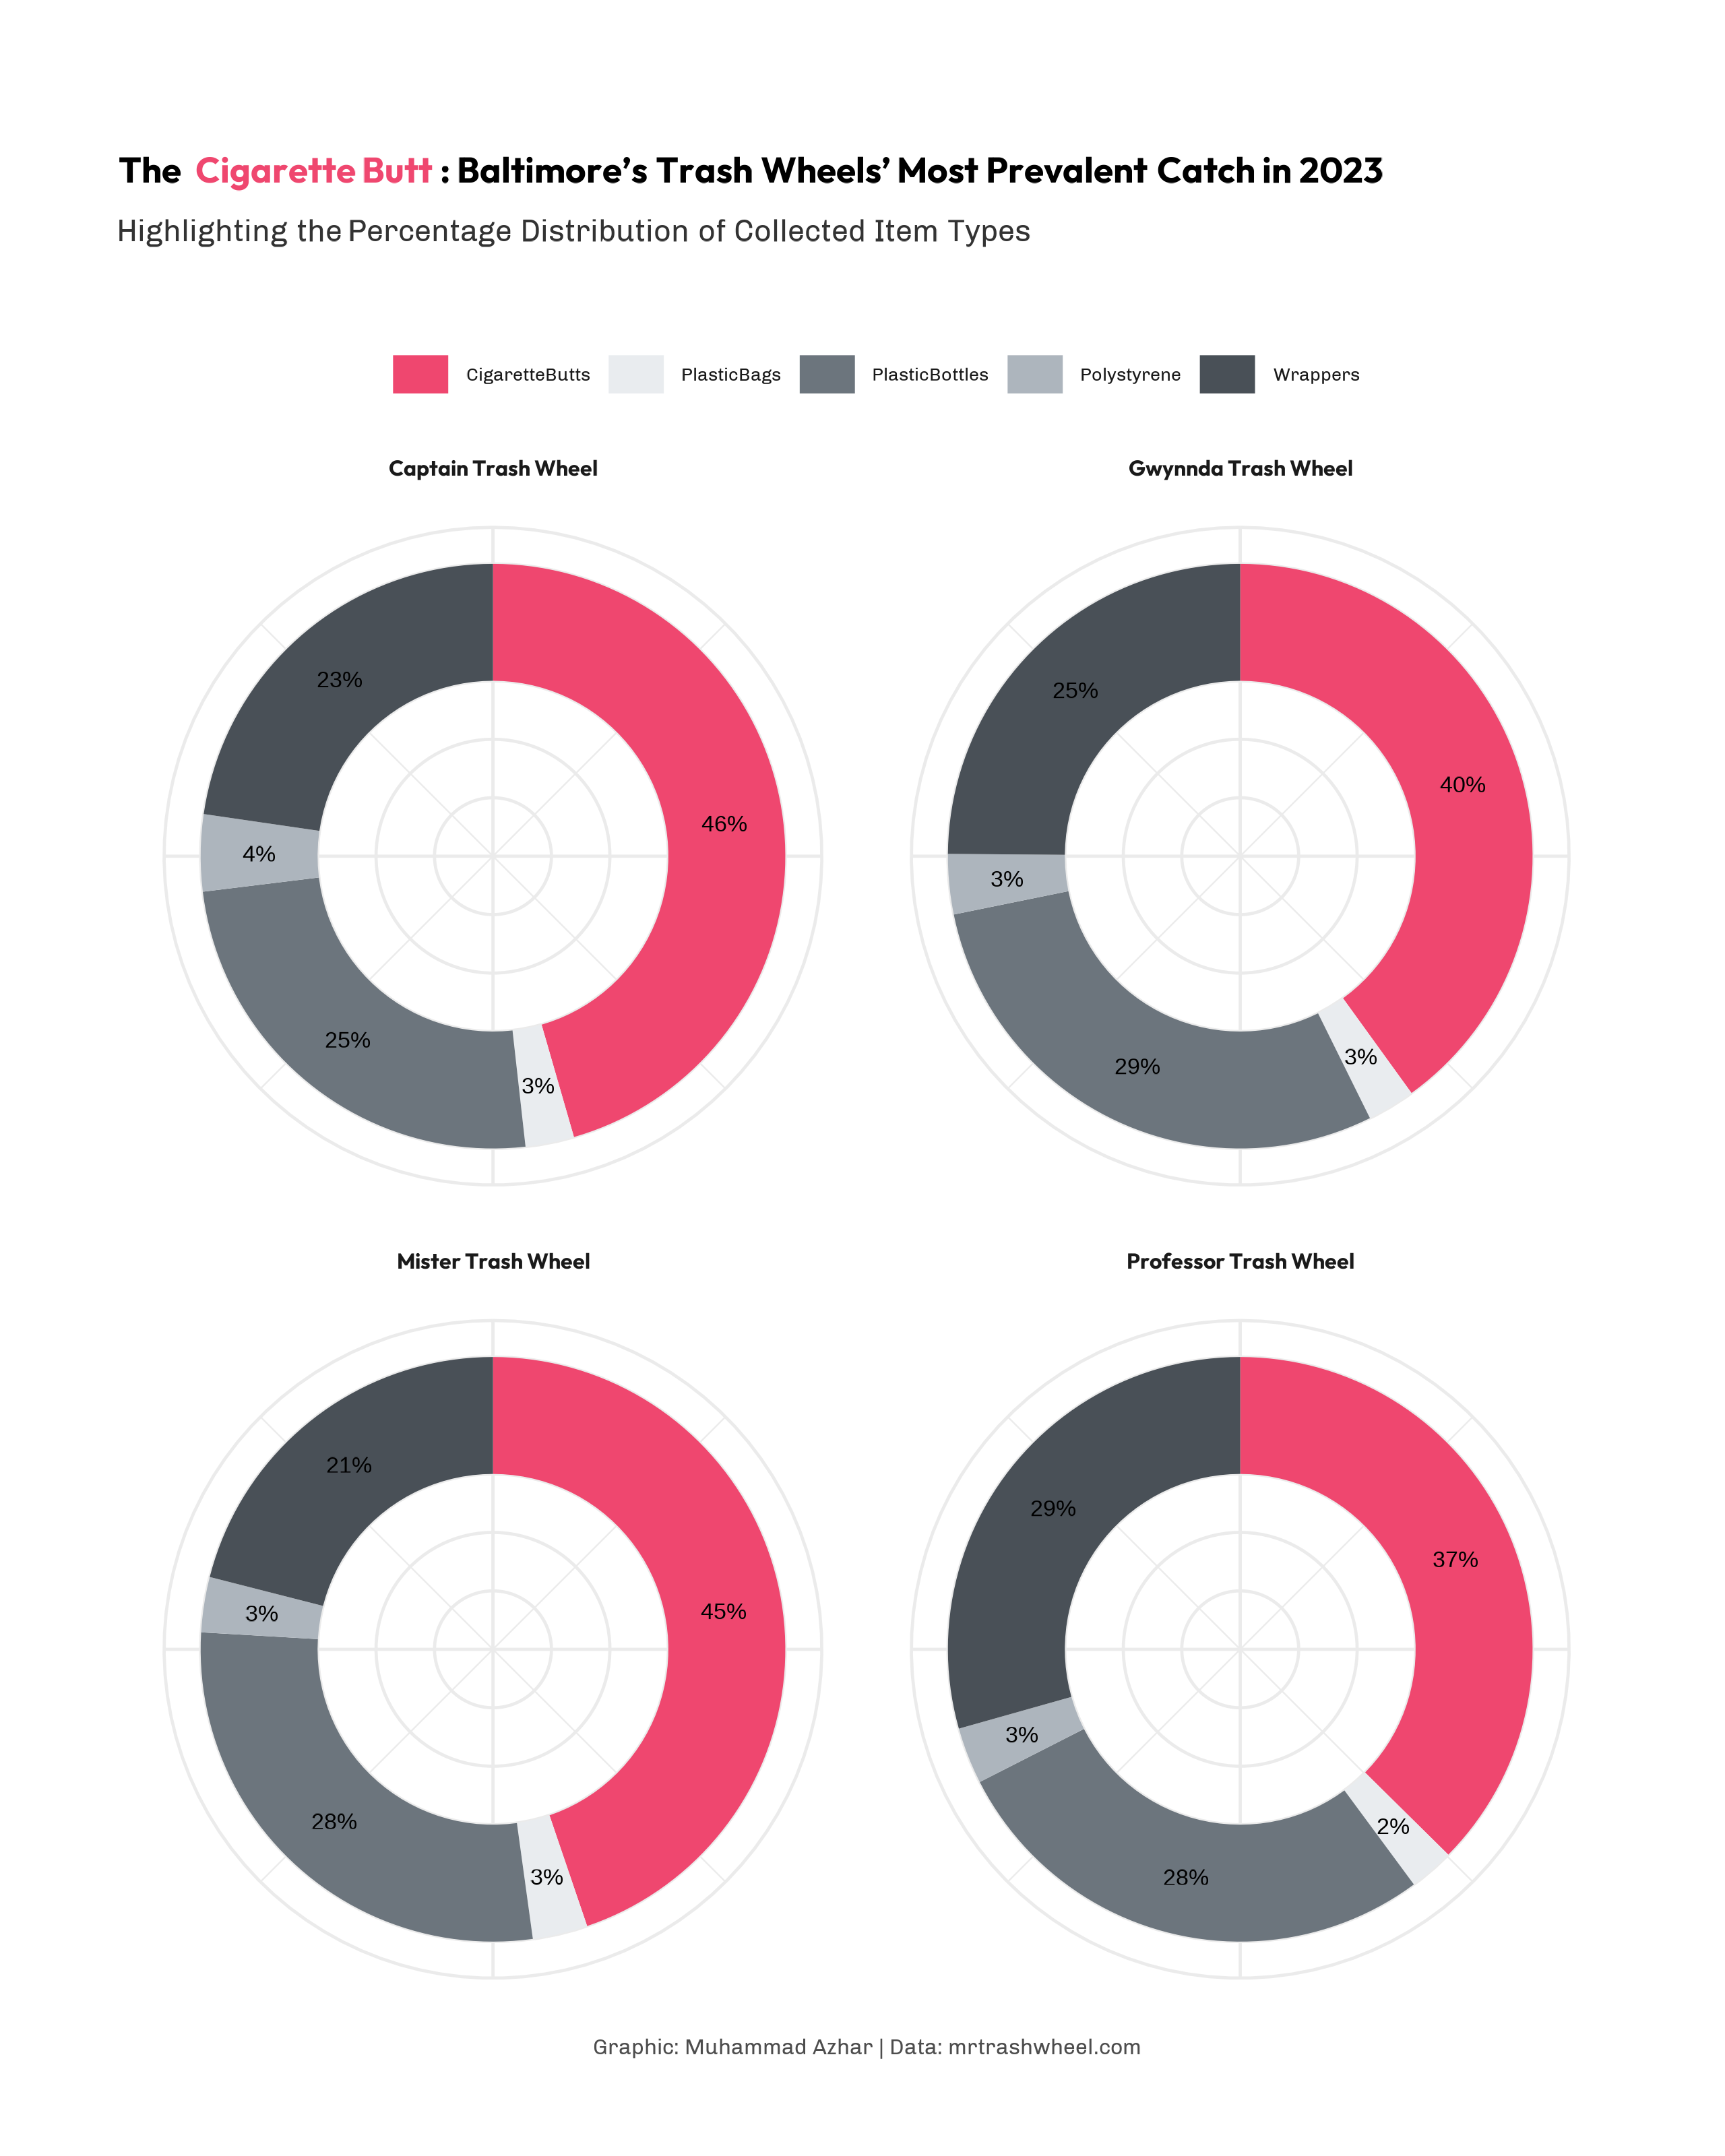 The Cigarette Butt : Baltimore’s Trash Wheels’ Most Prevalent Catch in 2023
Highlighting the Percentage Distribution of Collected Item Types
CigaretteButts PlasticBags PlasticBottles Polystyrene Wrappers
Captain Trash Wheel
23%
46%
4%
25%
3%
Gwynnda Trash Wheel
25%
40%
3%
29%
3%
Mister Trash Wheel
21%
45%
3%
28%
3%
Professor Trash Wheel
29%
37%
3%
2%
28%
Graphic: Muhammad Azhar | Data: mrtrashwheel.com